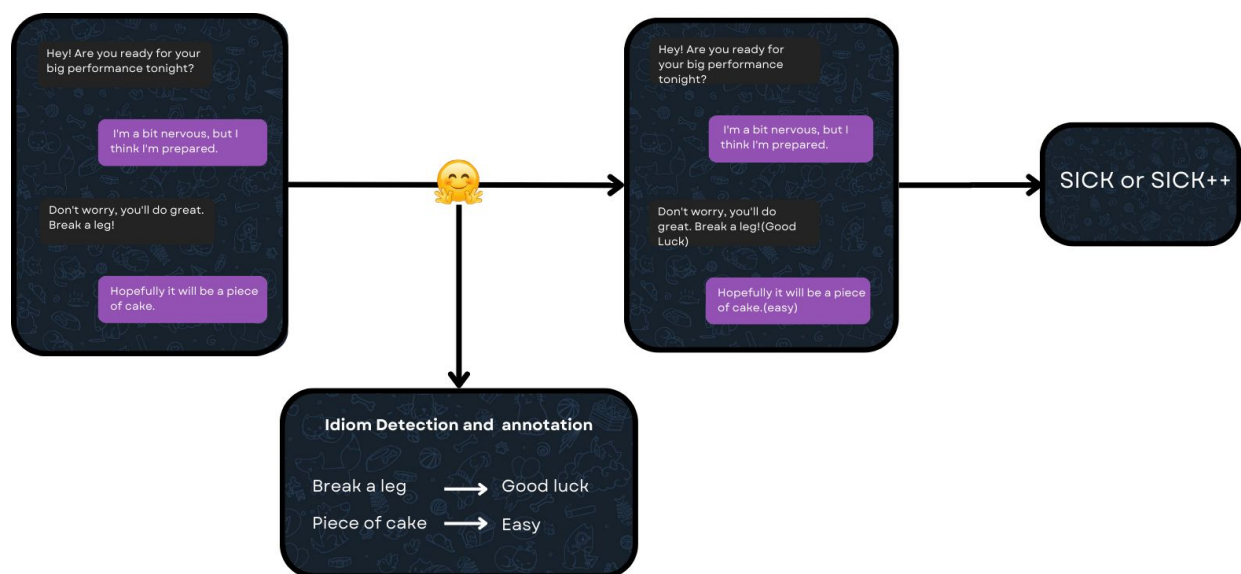 Hey! Are you ready for your
big performance tonight?
I'm a bit nervous, but I
think I'm prepared.
Don't worry, you'll do great.
Break a leg!
Hopefully it will be a piece
of cake.
Idiom Detection and annotation
Break a leg Good luck
Piece of cake Easy
Hey! Are you ready for
your big performance
tonight?
I'm a bit nervous, but I
think I'm prepared.
Don't worry, you'll do
great. Break a leg!(Good
Luck)
Hopefully it will be a piece
of cake.(easy)
SICK or SICK++